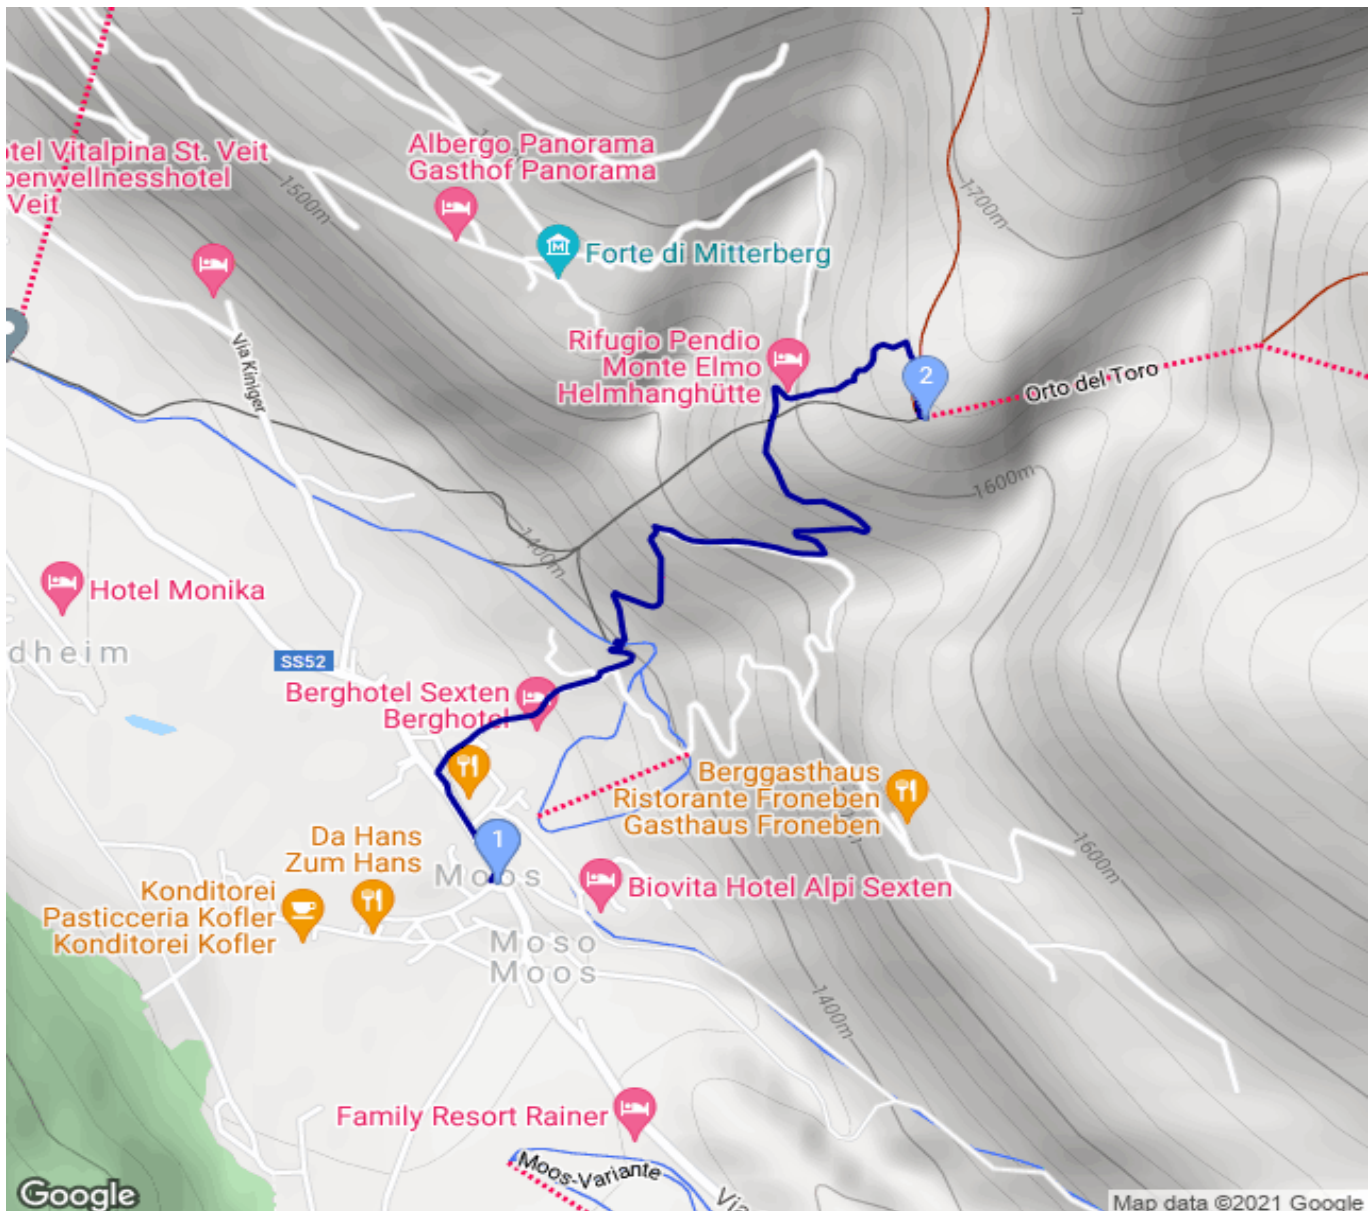 Albergo Panorama
Gasthof Panorama
otel Vitalpina St. Veit
penwellnesshotel
Veit
1500m
1700m
Forte di Mitterberg
Via Kiniger
Rifugio Pendio
Monte Elmo
Helmhanghütte
2
Orto del Toro
1600m
1400m
Hotel Monika
dheim
SS52
Berghotel Sexten
Berghotel
Berggasthaus
Ristorante Froneben
Gasthaus Froneben
Da Hans
Zum Hans
1
Moos
1600m
Konditorei
Pasticceria Kofler
Konditorei Kofler
Biovita Hotel Alpi Sexten
Moso
Moos
1400m
Family Resort Rainer
Moos-Variante
Via
Google
Map data ©2021 Google